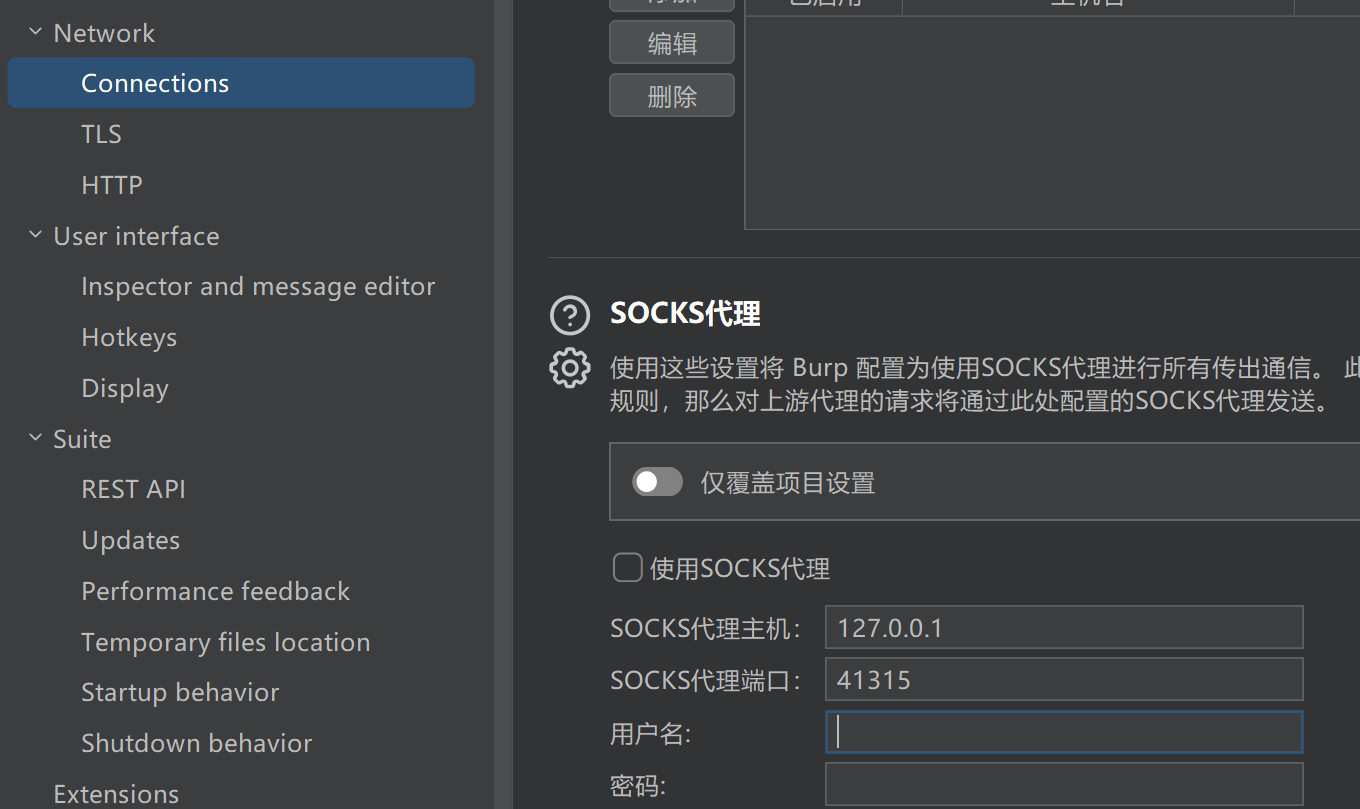 Network
Connections
TLS
HTTP
User interface
Inspector and message editor
Hotkeys
Display
Suite
REST API
Updates
Performance feedback
Temporary files location
Startup behavior
Shutdown behavior
Extensions
编辑
删除
SOCKS代理
使用这些设置将 Burp 配置为使用SOCKS代理进行所有传出通信。 此
规则，那么对上游代理的请求将通过此处配置的SOCKS代理发送。
仅覆盖项目设置
使用SOCKS代理
SOCKS代理主机： 127.0.0.1
SOCKS代理端口： 41315
用户名:
密码: